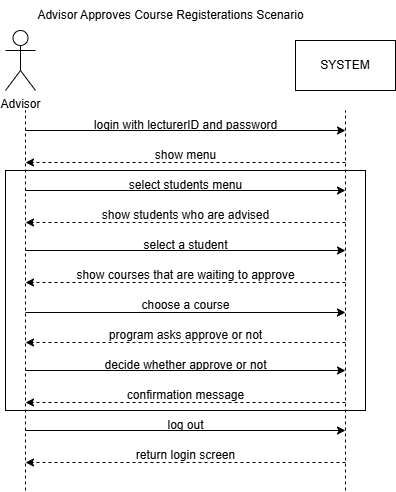 Advisor Approves Course Registerations Scenario
SYSTEM
Advisor
login with lecturerID and password
show menu
select students menu
show students who are advised
select a student
show courses that are waiting to approve
choose a course
program asks approve or not
decide whether approve or not
confirmation message
log out
return login screen